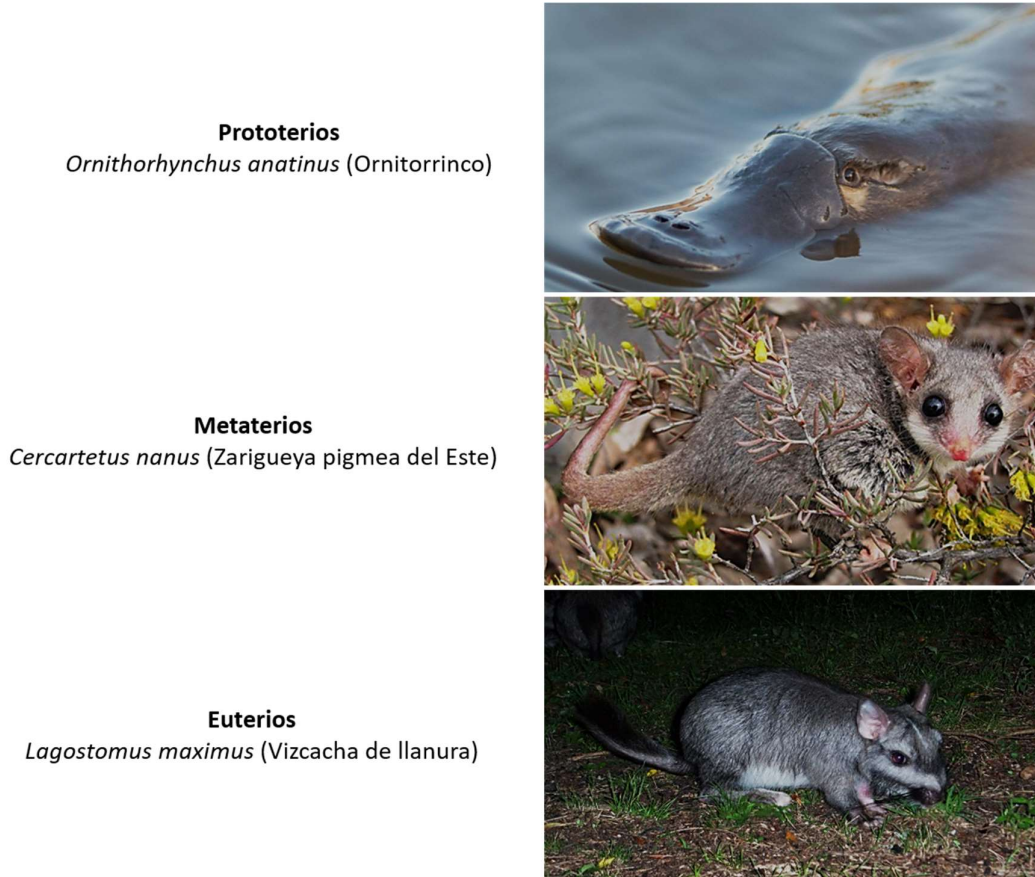 Prototerios
Ornithorhynchus anatinus (Ornitorrinco)
Metaterios
Cercartetus nanus (Zarigueya pigmea del Este)
Euterios
Lagostomus maximus (Vizcacha de llanura)